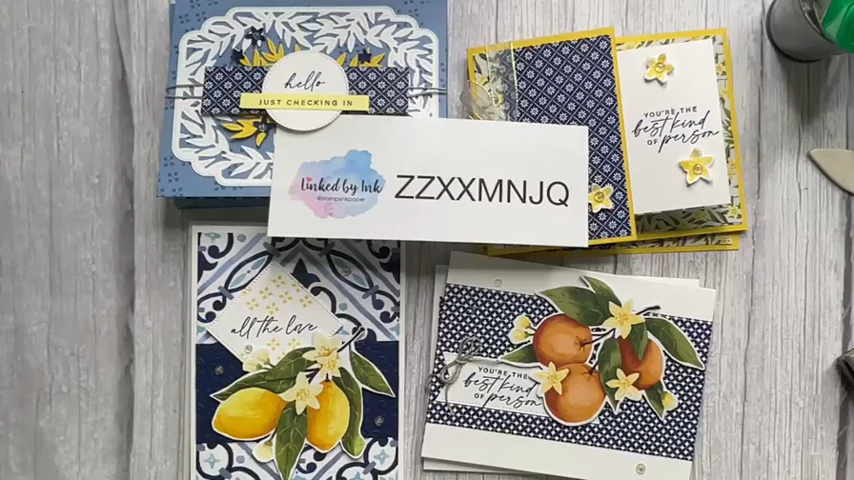 hello
JUST CHECKING IN
YOU'RE THE
best kind
OF person
Linked by Ink
@stampinkpaper
ZZXXMNJQ
all the love
YOU'RE THE
best kind
OF person